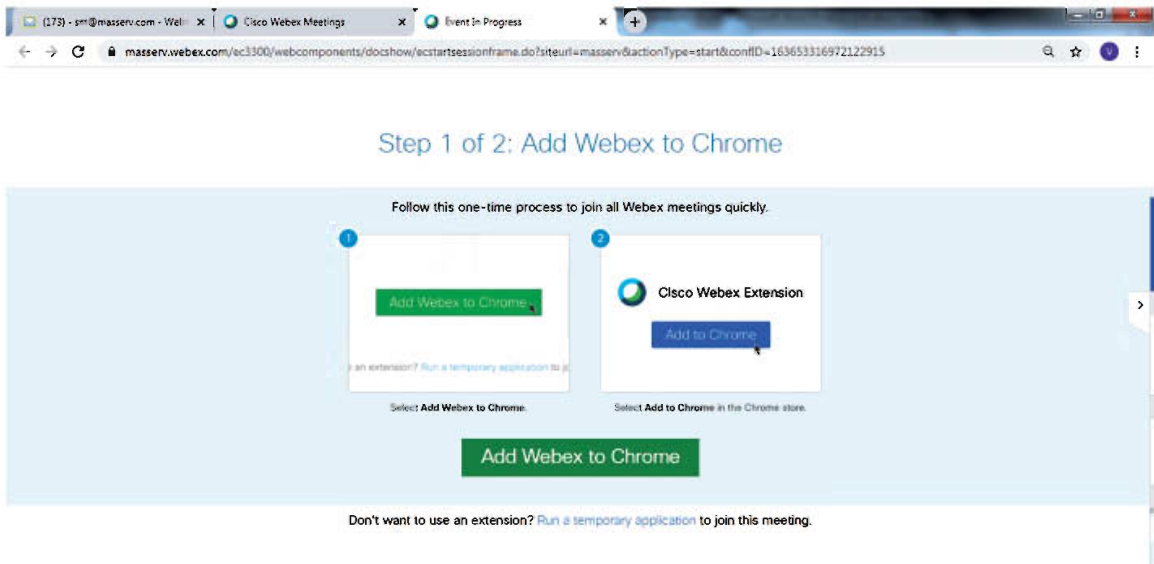 (173) - sm@masserv.com - Wel
Cisco Webex Meetings
Event In Progress
masserv.webex.com/ec3300/webcomponents/docshow/ecstartsessionframe.do?siteurl=masserv&actionType=start&confID=163653316972122915
V
Step 1 of 2: Add Webex to Chrome
Follow this one-time process to join all Webex meetings quickly.
1
Add Webex to Chrome
an extension? Run a temporary application to jo
Select Add Webex to Chrome.
2
Cisco Webex Extension
Add to Chrome
Select Add to Chrome in the Chrome store.
Add Webex to Chrome
Don't want to use an extension? Run a temporary application to join this meeting.